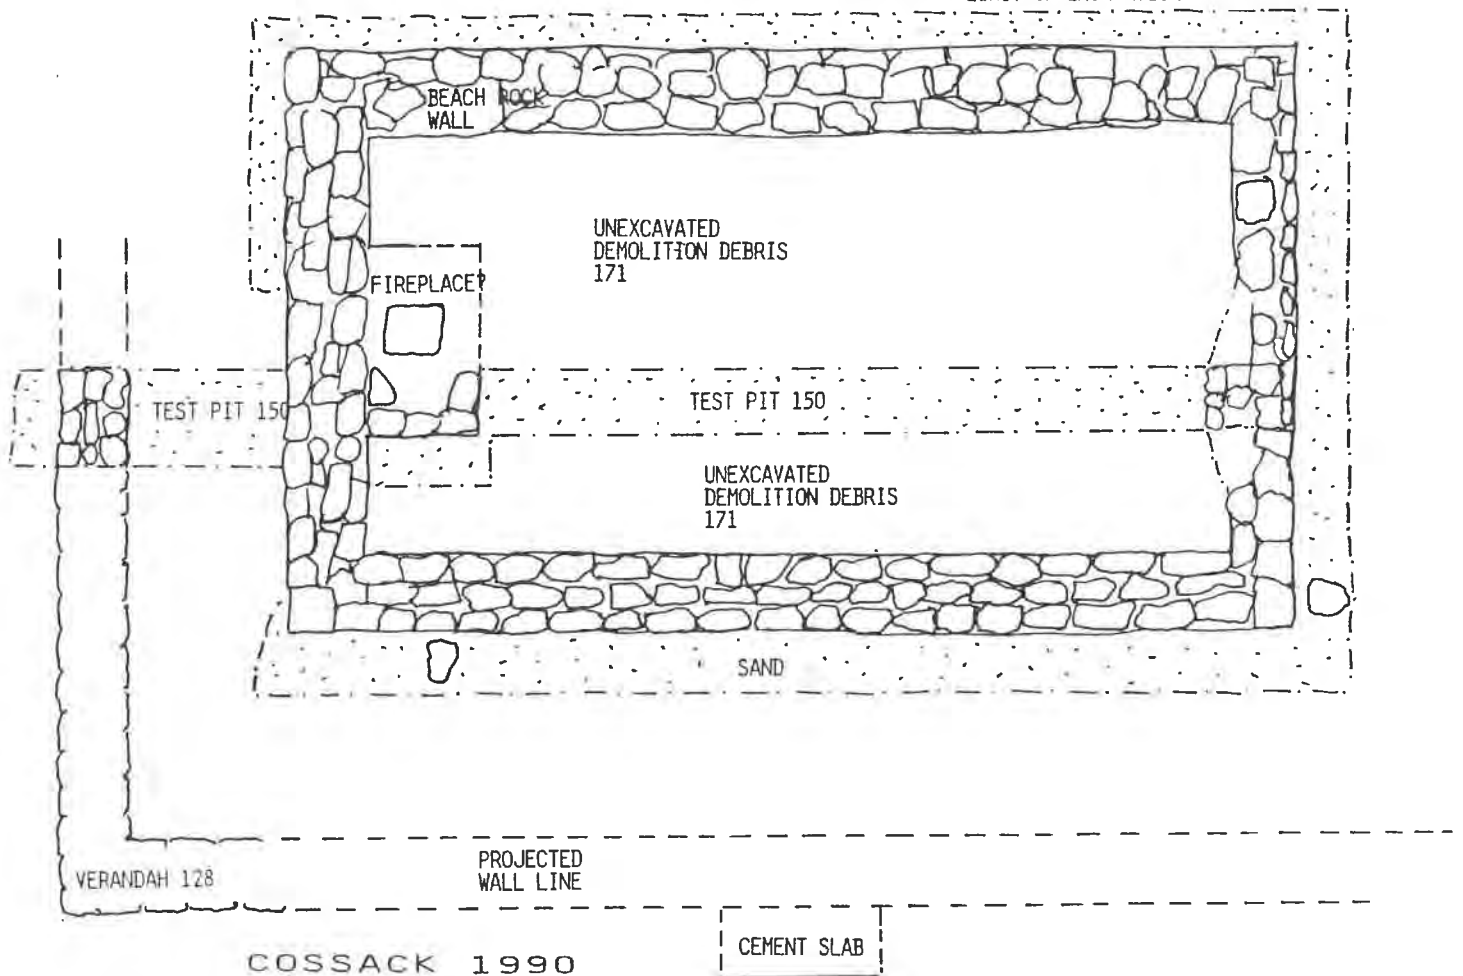 BEACH ROCK
WALL
UNEXCAVATED
DEMOLITION DEBRIS
171
FIREPLACE?
TEST PIT 150
TEST PIT 150
UNEXCAVATED
DEMOLITION DEBRIS
171
SAND
VERANDAH 128
PROJECTED
WALL LINE
CEMENT SLAB
COSSACK 1990